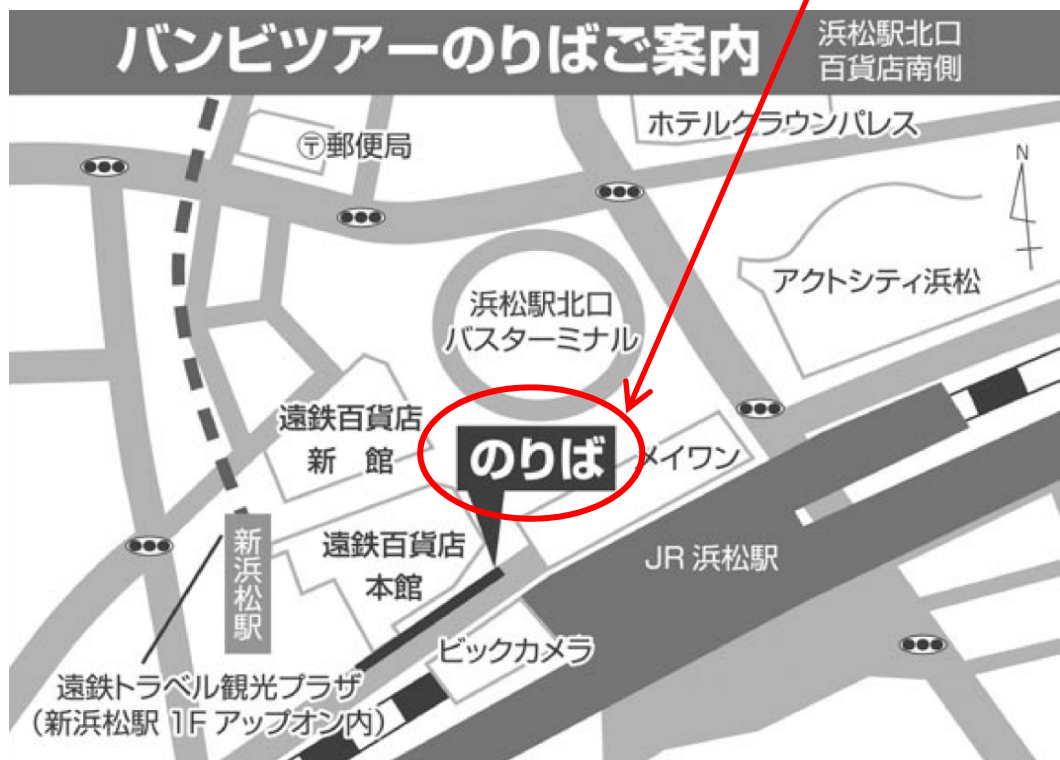 バンビツアーのりばご案内
浜松駅北口
百貨店南側
〒郵便局
ホテルクラウンパレス
N
アクトシティ浜松
浜松駅北口
バスターミナル
遠鉄百貨店
新 館
のりば
メイワン
新浜松駅
遠鉄百貨店
本館
JR 浜松駅
ビックカメラ
遠鉄トラベル観光プラザ
(新浜松駅 1F アップオン内)